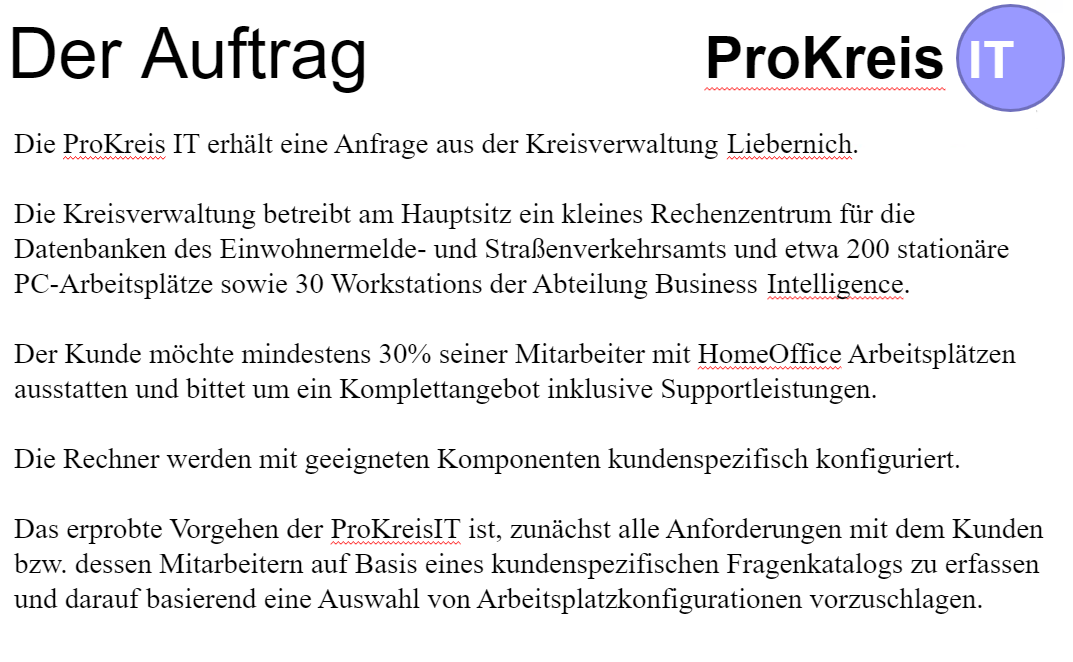 Der Auftrag
ProKreis IT
Die ProKreis IT erhält eine Anfrage aus der Kreisverwaltung Liebernich.
Die Kreisverwaltung betreibt am Hauptsitz ein kleines Rechenzentrum für die
Datenbanken des Einwohnermelde- und Straßenverkehrsamts und etwa 200 stationäre
PC-Arbeitsplätze sowie 30 Workstations der Abteilung Business Intelligence.
Der Kunde möchte mindestens 30% seiner Mitarbeiter mit HomeOffice Arbeitsplätzen
ausstatten und bittet um ein Komplettangebot inklusive Supportleistungen.
Die Rechner werden mit geeigneten Komponenten kundenspezifisch konfiguriert.
Das erprobte Vorgehen der ProKreisIT ist, zunächst alle Anforderungen mit dem Kunden
bzw. dessen Mitarbeitern auf Basis eines kundenspezifischen Fragenkatalogs zu erfassen
und darauf basierend eine Auswahl von Arbeitsplatzkonfigurationen vorzuschlagen.